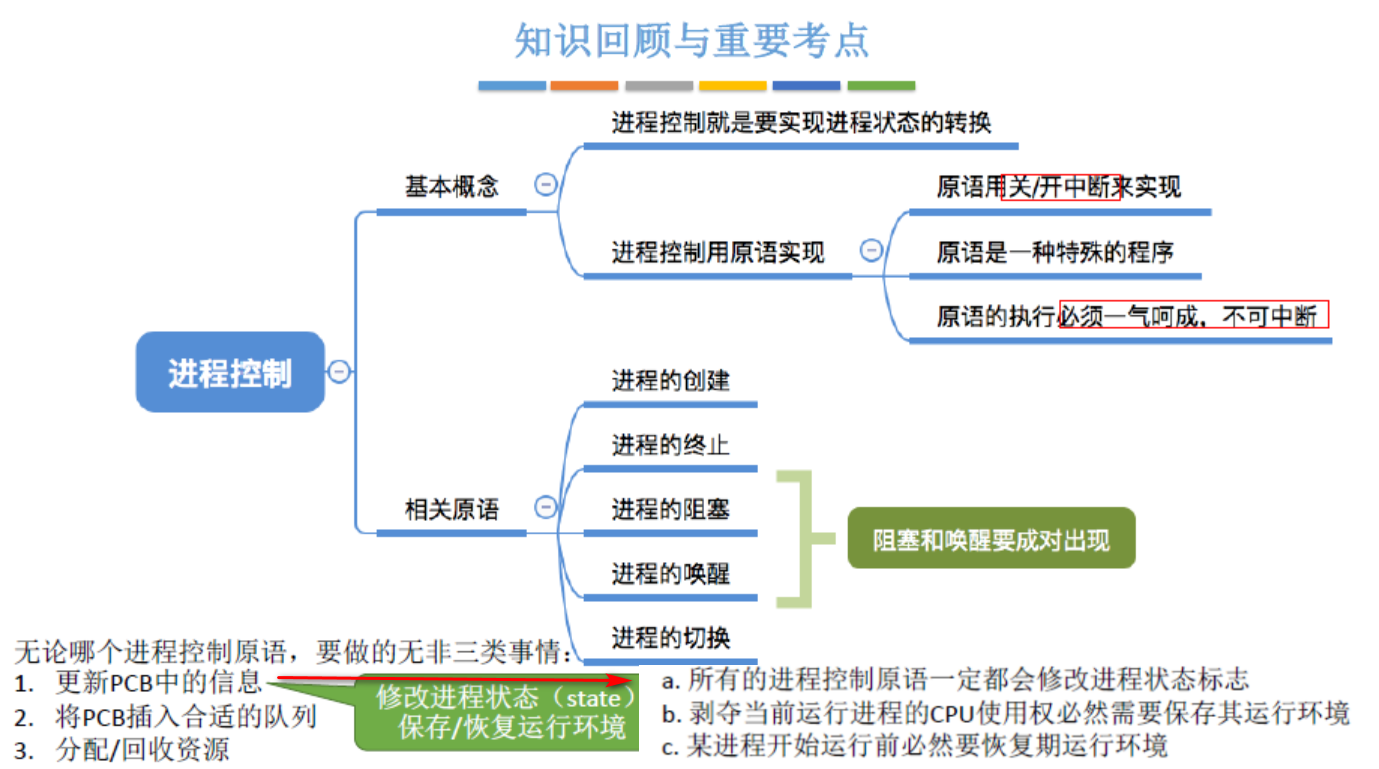 知识回顾与重要考点
进程控制就是要实现进程状态的转换
基本概念
原语用关/开中断来实现
进程控制用原语实现
原语是一种特殊的程序
原语的执行必须一气呵成，不可中断
进程控制
进程的创建
进程的终止
相关原语
进程的阻塞
阻塞和唤醒要成对出现
进程的唤醒
进程的切换
无论哪个进程控制原语，要做的无非三类事情：
1. 更新PCB中的信息
2. 将PCB插入合适的队列
3. 分配/回收资源
修改进程状态（state）
保存/恢复运行环境
a. 所有的进程控制原语一定都会修改进程状态标志
b. 剥夺当前运行进程的CPU使用权必然需要保存其运行环境
c. 某进程开始运行前必然要恢复期运行环境